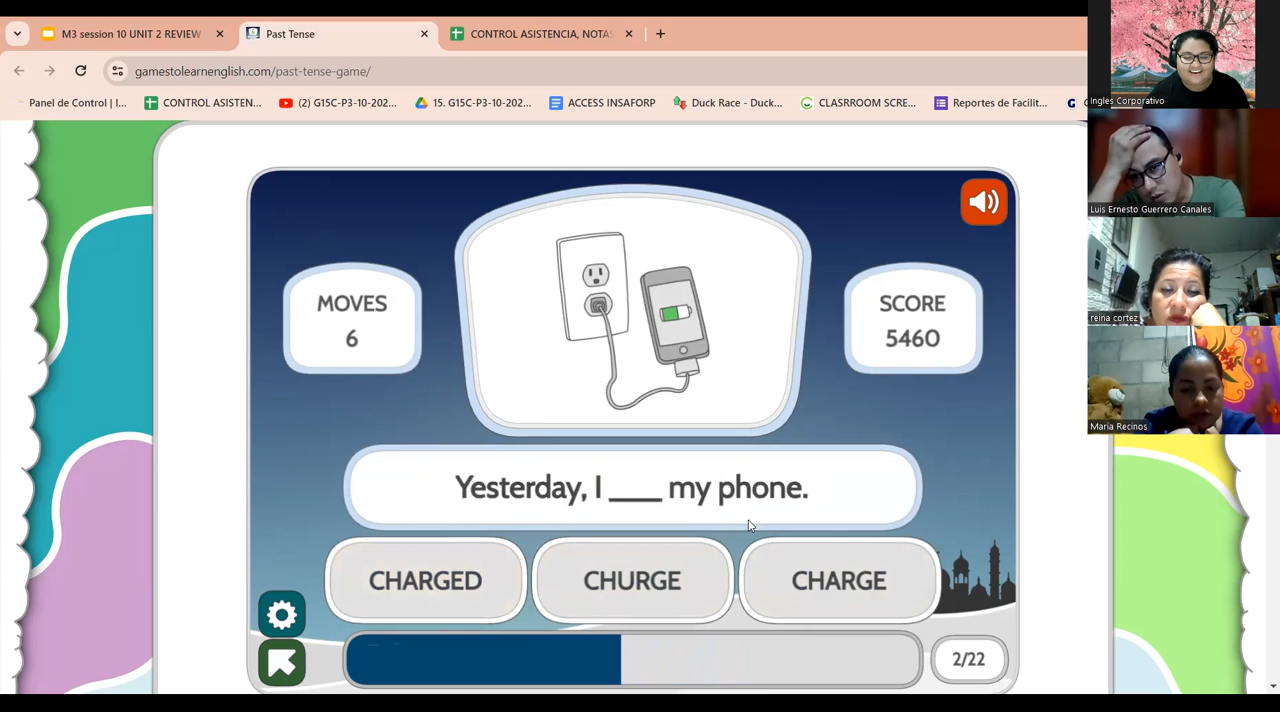 M3 session 10 UNIT 2 REVIEW
Past Tense
CONTROL ASISTENCIA, NOTAS
gamestolearnenglish.com/past-tense-game/
Panel de Control | I...
CONTROL ASISTEN...
(2) G15C-P3-10-202...
15. G15C-P3-10-202...
ACCESS INSAFORP
Duck Race - Duck...
CLASRROOM SCRE...
Reportes de Facilit...
Ingles Corporativo
Luis Ernesto Guerrero Canales
reina cortez
Maria Recinos
MOVES
6
SCORE
5460
Yesterday, I ____ my phone.
CHARGED
CHURGE
CHARGE
2/22